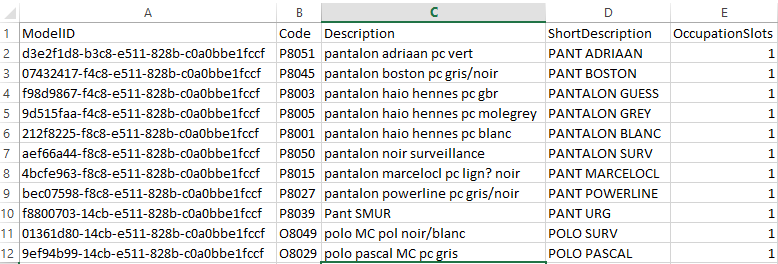 A B C D E
1 ModelID Code Description ShortDescription OccupationSlots
2 d3e2f1d8-b3c8-e511-828b-c0a0bbe1fccf P8051 pantalon adriaan pc vert PANT ADRIAAN 1
3 07432417-f4c8-e511-828b-c0a0bbe1fccf P8045 pantalon boston pc gris/noir PANT BOSTON 1
4 f98d9867-f4c8-e511-828b-c0a0bbe1fccf P8003 pantalon haio hennes pc gbr PANTALON GUESS 1
5 9d515faa-f4c8-e511-828b-c0a0bbe1fccf P8005 pantalon haio hennes pc molegrey PANTALON GREY 1
6 212f8225-f8c8-e511-828b-c0a0bbe1fccf P8001 pantalon haio hennes pc blanc PANTALON BLANC 1
7 aef66a44-f8c8-e511-828b-c0a0bbe1fccf P8050 pantalon noir surveillance PANTALON SURV 1
8 4bcfe963-f8c8-e511-828b-c0a0bbe1fccf P8015 pantalon marcelocl pc lign? noir PANT MARCELOCL 1
9 bec07598-f8c8-e511-828b-c0a0bbe1fccf P8027 pantalon powerline pc gris/noir PANT POWERLINE 1
10 f8800703-14cb-e511-828b-c0a0bbe1fccf P8039 Pant SMUR PANT URG 1
11 01361d80-14cb-e511-828b-c0a0bbe1fccf O8049 polo MC pol noir/blanc POLO SURV 1
12 9ef94b99-14cb-e511-828b-c0a0bbe1fccf O8029 polo pascal MC pc gris POLO PASCAL 1